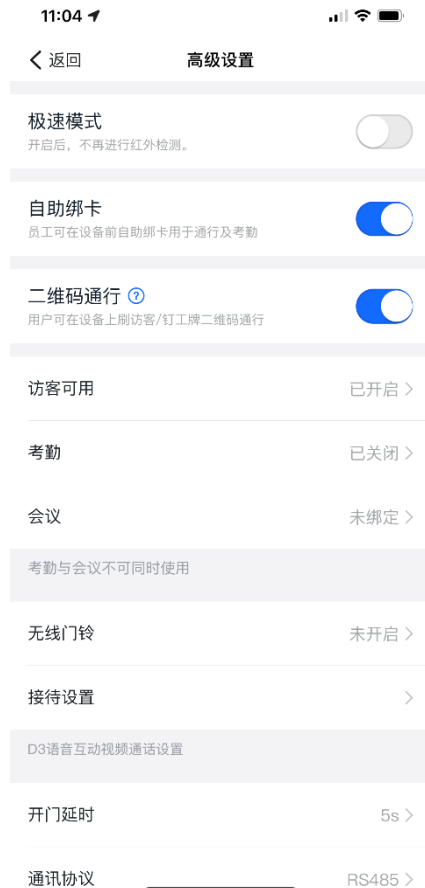 11:04
返回 高级设置
极速模式
开启后，不再进行红外检测。
自助绑卡
员工可在设备前自助绑卡用于通行及考勤
二维码通行 ?
用户可在设备上刷访客/钉工牌二维码通行
访客可用 已开启
考勤 已关闭
会议 未绑定
考勤与会议不可同时使用
无线门铃 未开启
接待设置
D3语音互动视频通话设置
开门延时 5s
通讯协议 RS485